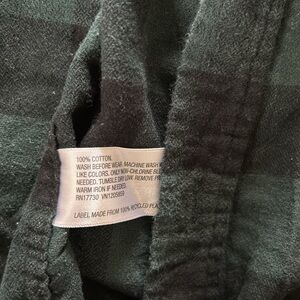 100% COTTON.
WASH BEFORE WEAR. MACHINE WASH
LIKE COLORS. ONLY NON-CHLORINE
NEEDED. TUMBLE DRY LOW. REMOVE
WARM IRON IF NEEDED.
RN17730 VN1205959
LABEL MADE FROM 100% RECYCLED